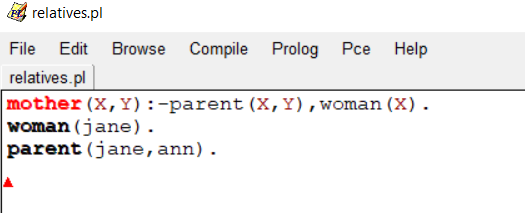 relatives.pl
File Edit Browse Compile Prolog Pce Help
relatives.pl
mother(X,Y):-parent(X,Y),woman(X).
woman(jane).
parent(jane,ann).